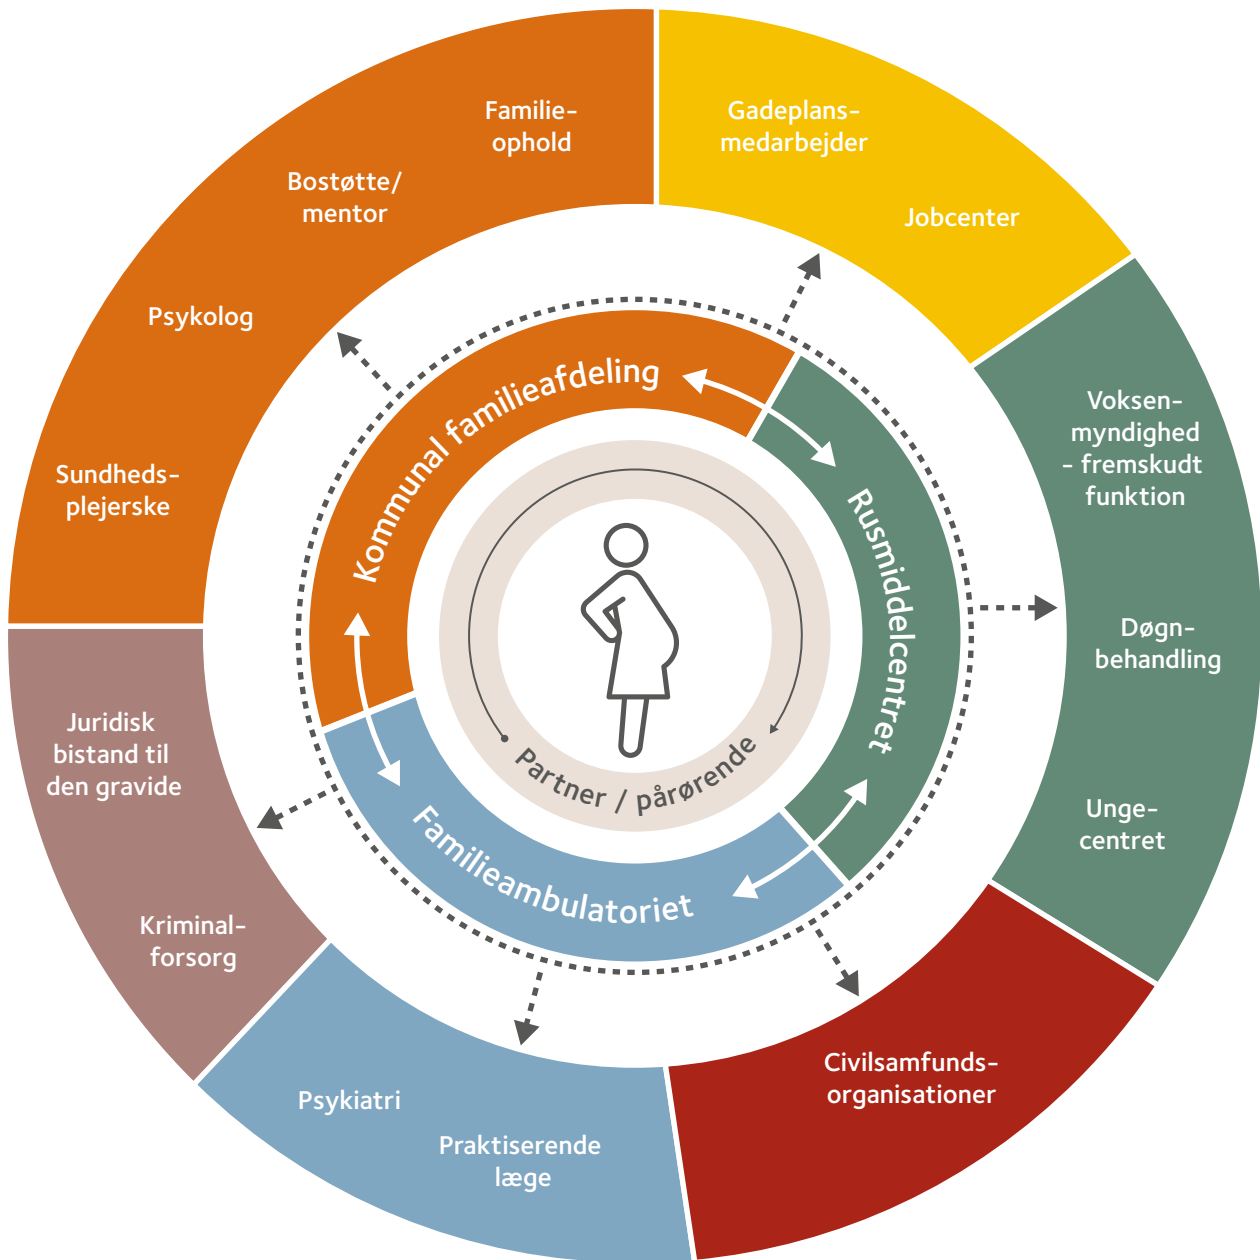 Familie-
ophold
Bostøtte/
mentor
Psykolog
Sundheds-
plejerske
Gadeplans-
medarbejder
Jobcenter
Voksen-
myndighed
- fremskudt
funktion
Døgn-
behandling
Unge-
centret
Civilsamfunds-
organisationer
Praktiserende
læge
Psykiatri
Kriminal-
forsorg
Juridisk
bistand til
den gravide
Kommunal familieafdeling
Rusmiddelcentret
Familieambulatoriet
Partner / pårørende